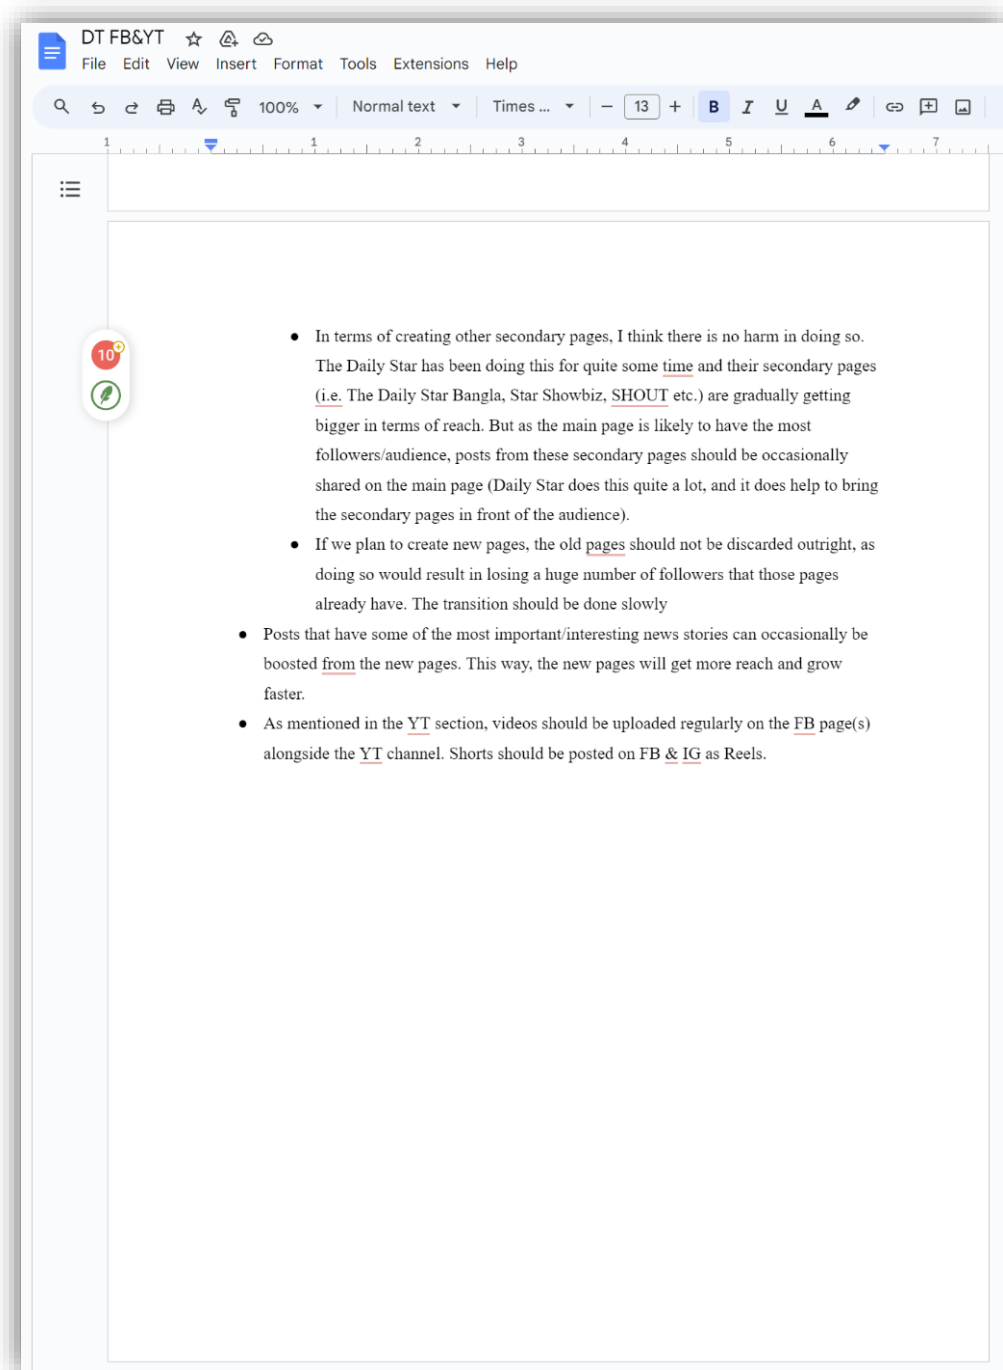 DT FB&YT
File Edit View Insert Format Tools Extensions Help
100% Normal text Times ... 13 B I U A
1 1 2 3 4 5 6 7
● In terms of creating other secondary pages, I think there is no harm in doing so.
The Daily Star has been doing this for quite some time and their secondary pages
10
(i.e. The Daily Star Bangla, Star Showbiz, SHOUT etc.) are gradually getting
bigger in terms of reach. But as the main page is likely to have the most
followers/audience, posts from these secondary pages should be occasionally
shared on the main page (Daily Star does this quite a lot, and it does help to bring
the secondary pages in front of the audience).
● If we plan to create new pages, the old pages should not be discarded outright, as
doing so would result in losing a huge number of followers that those pages
already have. The transition should be done slowly
● Posts that have some of the most important/interesting news stories can occasionally be
boosted from the new pages. This way, the new pages will get more reach and grow
faster.
● As mentioned in the YT section, videos should be uploaded regularly on the FB page(s)
alongside the YT channel. Shorts should be posted on FB & IG as Reels.